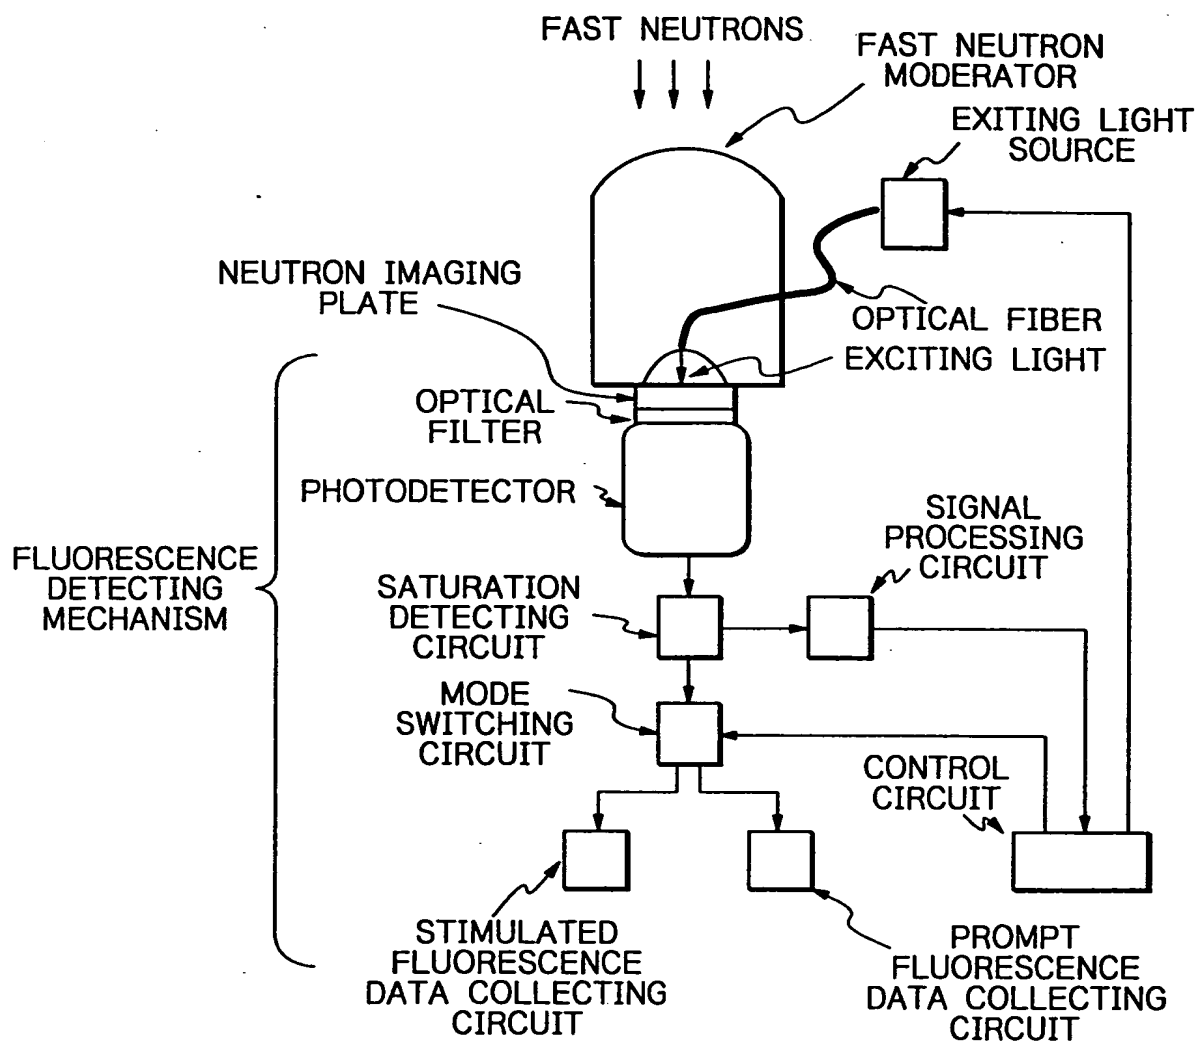 FAST NEUTRONS
FAST NEUTRON
MODERATOR
EXITING LIGHT
SOURCE
NEUTRON IMAGING
PLATE
OPTICAL FIBER
EXCITING LIGHT
OPTICAL
FILTER
PHOTODETECTOR
SIGNAL
PROCESSING
CIRCUIT
FLUORESCENCE
DETECTING
MECHANISM
SATURATION
DETECTING
CIRCUIT
MODE
SWITCHING
CIRCUIT
CONTROL
CIRCUIT
STIMULATED
FLUORESCENCE
DATA COLLECTING
CIRCUIT
PROMPT
FLUORESCENCE
DATA COLLECTING
CIRCUIT